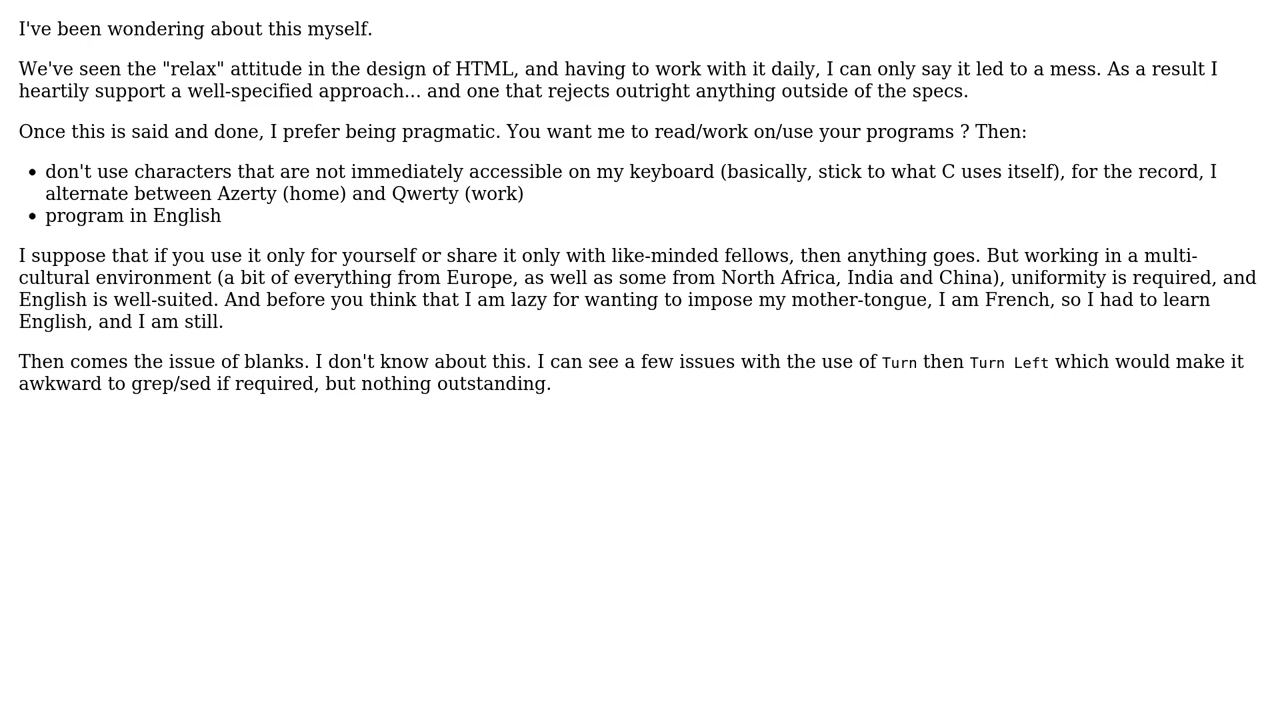 I've been wondering about this myself.
We've seen the "relax" attitude in the design of HTML, and having to work with it daily, I can only say it led to a mess. As a result I
heartily support a well-specified approach... and one that rejects outright anything outside of the specs.
Once this is said and done, I prefer being pragmatic. You want me to read/work on/use your programs ? Then:
• don't use characters that are not immediately accessible on my keyboard (basically, stick to what C uses itself), for the record, I
alternate between Azerty (home) and Qwerty (work)
• program in English
I suppose that if you use it only for yourself or share it only with like-minded fellows, then anything goes. But working in a multi-
cultural environment (a bit of everything from Europe, as well as some from North Africa, India and China), uniformity is required, and
English is well-suited. And before you think that I am lazy for wanting to impose my mother-tongue, I am French, so I had to learn
English, and I am still.
Then comes the issue of blanks. I don't know about this. I can see a few issues with the use of Turn then Turn Left which would make it
awkward to grep/sed if required, but nothing outstanding.